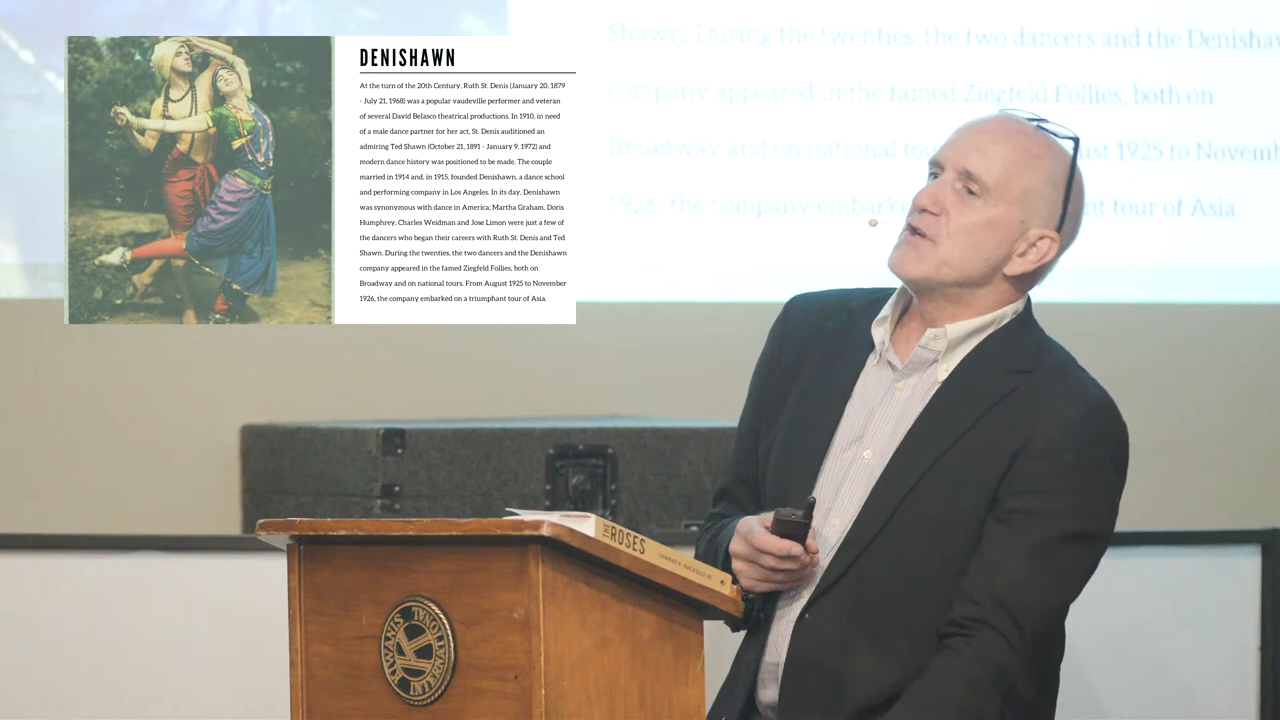 DENISHAWN
At the turn of the 20th Century, Ruth St. Denis (January 20, 1879
- July 21, 1968) was a popular vaudeville performer and veteran
of several David Belasco theatrical productions. In 1910, in need
of a male dance partner for her act, St. Denis auditioned an
admiring Ted Shawn (October 21, 1891 - January 9, 1972) and
modern dance history was positioned to be made. The couple
married in 1914 and, in 1915, founded Denishawn, a dance school
and performing company in Los Angeles. In its day, Denishawn
was synonymous with dance in America; Martha Graham, Doris
Humphrey, Charles Weidman and Jose Limon were just a few of
the dancers who began their careers with Ruth St. Denis and Ted
Shawn. During the twenties, the two dancers and the Denishawn
company appeared in the famed Ziegfeld Follies, both on
Broadway and on national tours. From August 1925 to November
1926, the company embarked on a triumphant tour of Asia.
Shawn. During the twenties, the two dancers and the Denishaw
company appeared in the famed Ziegfeld Follies, both on
Broadway and on national tou ust 1925 to Novemb
1926, the company embarke nt tour of Asia.
THE ROSES
KIWANIS INTERNATIONAL
K